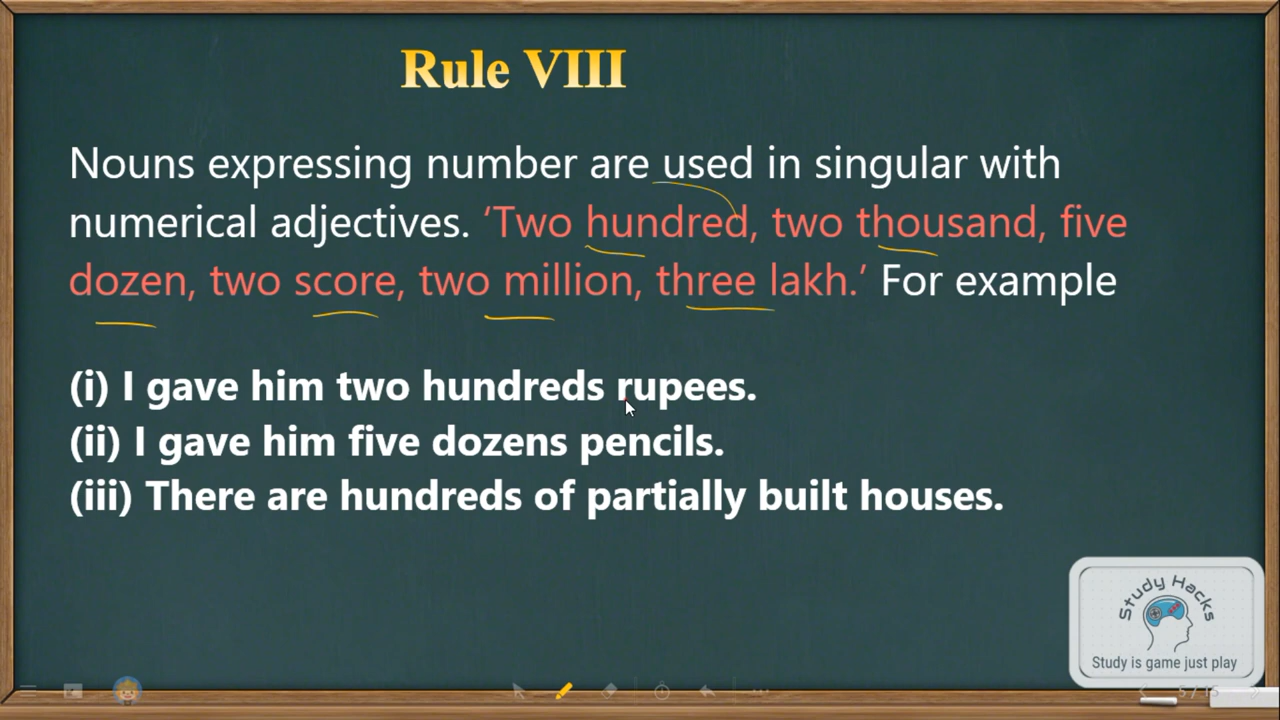 Rule VIII
Nouns expressing number are used in singular with
numerical adjectives. ‘Two hundred, two thousand, five
dozen, two score, two million, three lakh.’ For example
(i) I gave him two hundreds rupees.
(ii) I gave him five dozens pencils.
(iii) There are hundreds of partially built houses.
Study Hacks
Study is game just play
5 / 15